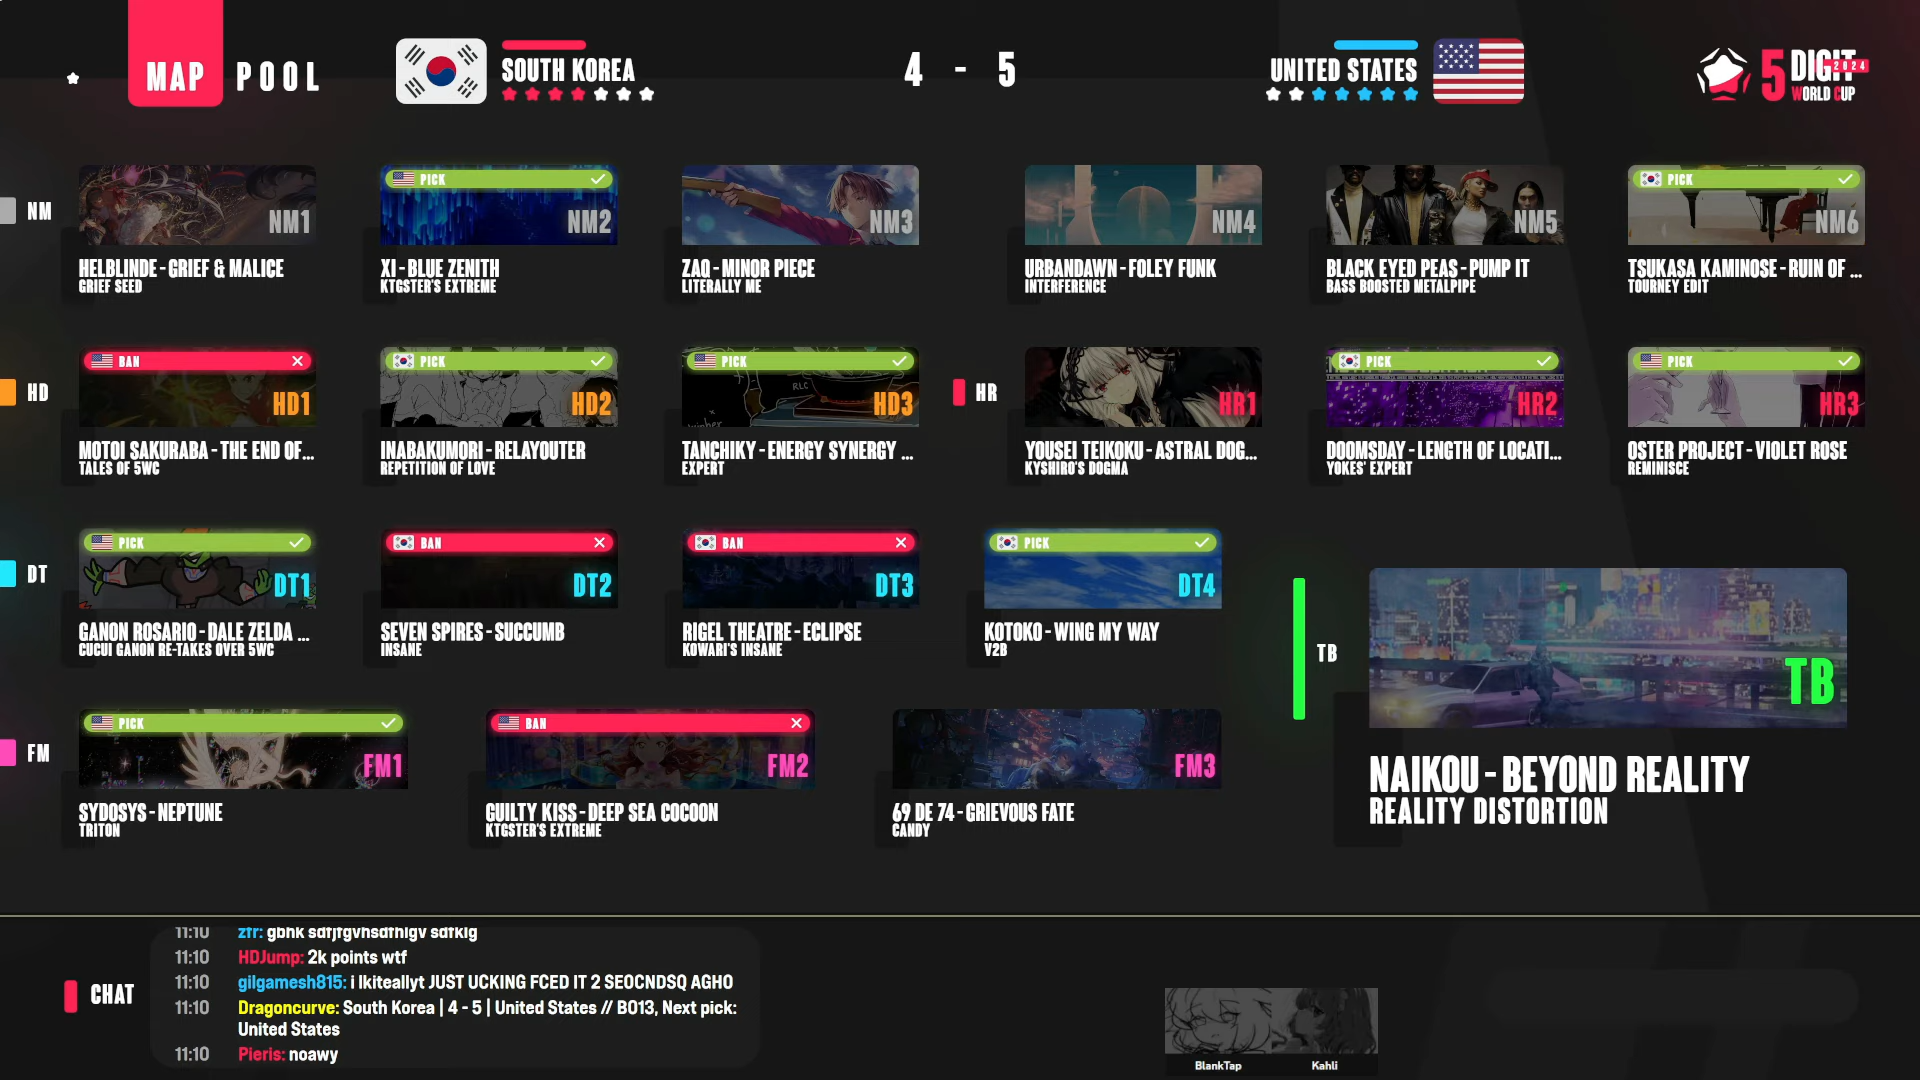 MAP POOL
SOUTH KOREA
4 - 5
UNITED STATES
5 DIGIT
2024
WORLD CUP
NM
NM1
HELBLINDE - GRIEF & MALICE
GRIEF SEED
PICK
NM2
XI - BLUE ZENITH
KTGSTER'S EXTREME
NM3
ZAQ - MINOR PIECE
LITERALLY ME
NM4
URBANDAWN - FOLEY FUNK
INTERFERENCE
NM5
BLACK EYED PEAS - PUMP IT
BASS BOOSTED METALPIPE
PICK
NM6
TSUKASA KAMINOSE - RUIN OF ...
TOURNEY EDIT
HD
BAN
HD1
MOTOI SAKURABA - THE END OF...
TALES OF 5WC
PICK
HD2
INABAKUMORI - RELAYOUTER
REPETITION OF LOVE
PICK
RLC
HD3
TANCHIKY - ENERGY SYNERGY ...
EXPERT
HR
HR1
YOUSEI TEIKOKU - ASTRAL DOG...
KYSHIRO'S DOGMA
PICK
HR2
DOOMSDAY - LENGTH OF LOCATI...
YOKES' EXPERT
PICK
HR3
OSTER PROJECT - VIOLET ROSE
REMINISCE
DT
PICK
DT1
GANON ROSARIO - DALE ZELDA ...
CUCUI GANON RE-TAKES OVER 5WC
BAN
DT2
SEVEN SPIRES - SUCCUMB
INSANE
BAN
DT3
RIGEL THEATRE - ECLIPSE
KOWARI'S INSANE
PICK
DT4
KOTOKO - WING MY WAY
V2B
TB
TB
NAIKOU - BEYOND REALITY
REALITY DISTORTION
FM
PICK
FM1
SYDOSYS - NEPTUNE
TRITON
BAN
FM2
GUILTY KISS - DEEP SEA COCOON
KTGSTER'S EXTREME
FM3
69 DE 74 - GRIEVOUS FATE
CANDY
CHAT
11:10 zfr: gbhk sdfjfgvhsdfhlgv sdfklg
11:10 HDJump: 2k points wtf
11:10 gilgamesh815: i lkiteallyt JUST UCKING FCED IT 2 SEOCNDSQ AGHO
11:10 Dragoncurve: South Korea | 4 - 5 | United States // BO13, Next pick:
United States
11:10 Pieris: noawy
BlankTap
Kahli